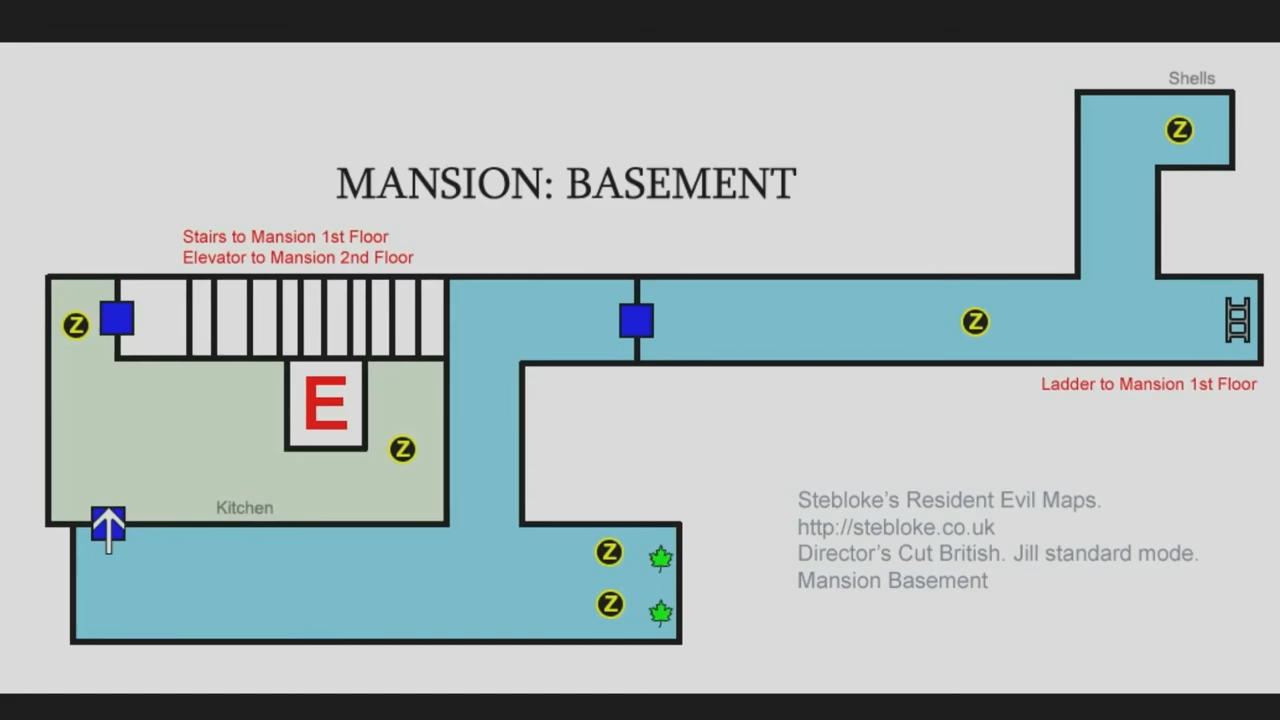 Shells
MANSION: BASEMENT
Stairs to Mansion 1st Floor
Elevator to Mansion 2nd Floor
Z
Z
Z
E
Ladder to Mansion 1st Floor
Z
Kitchen
Stebloke's Resident Evil Maps.
http://stebloke.co.uk
Director's Cut British. Jill standard mode.
Mansion Basement
Z
Z